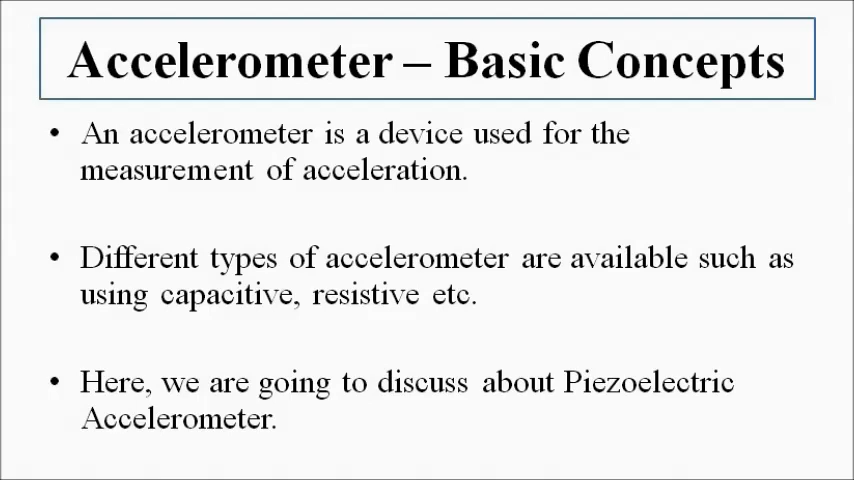 Accelerometer – Basic Concepts
• An accelerometer is a device used for the
measurement of acceleration.
• Different types of accelerometer are available such as
using capacitive, resistive etc.
• Here, we are going to discuss about Piezoelectric
Accelerometer.